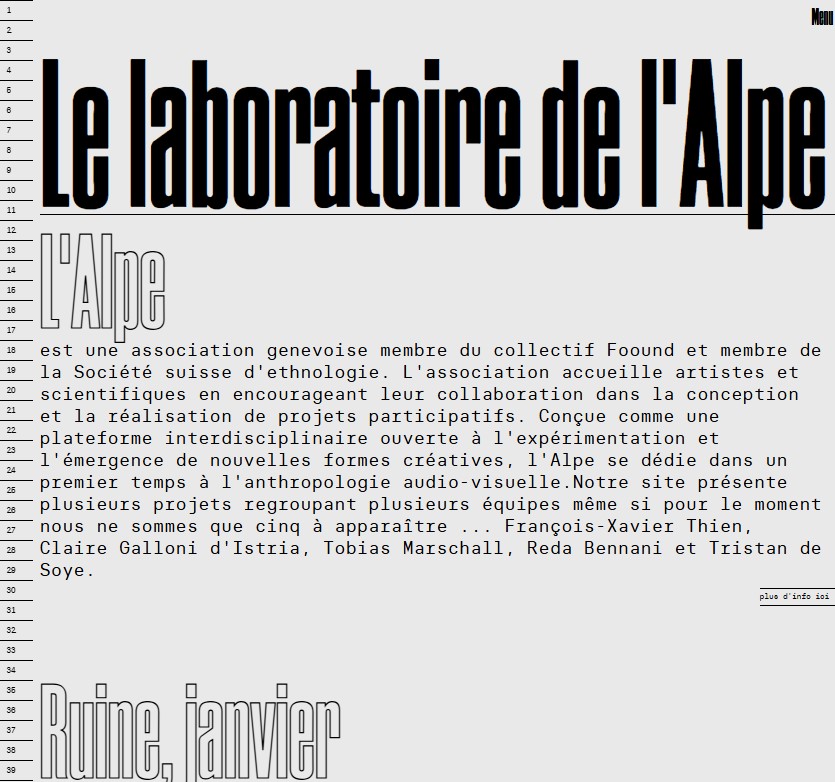 Menu
Le laboratoire de l'Alpe
L'Alpe
est une association genevoise membre du collectif Foound et membre de
la Société suisse d'ethnologie. L'association accueille artistes et
scientifiques en encourageant leur collaboration dans la conception
et la réalisation de projets participatifs. Conçue comme une
plateforme interdisciplinaire ouverte à l'expérimentation et
l'émergence de nouvelles formes créatives, l'Alpe se dédie dans un
premier temps à l'anthropologie audio-visuelle.Notre site présente
plusieurs projets regroupant plusieurs équipes même si pour le moment
nous ne sommes que cinq à apparaître ... François-Xavier Thien,
Claire Galloni d'Istria, Tobias Marschall, Reda Bennani et Tristan de
Soye.
plus d'info ici
Ruine, janvier
1
2
3
4
5
6
7
8
9
10
11
12
13
14
15
16
17
18
19
20
21
22
23
24
25
26
27
28
29
30
31
32
33
34
35
36
37
38
39